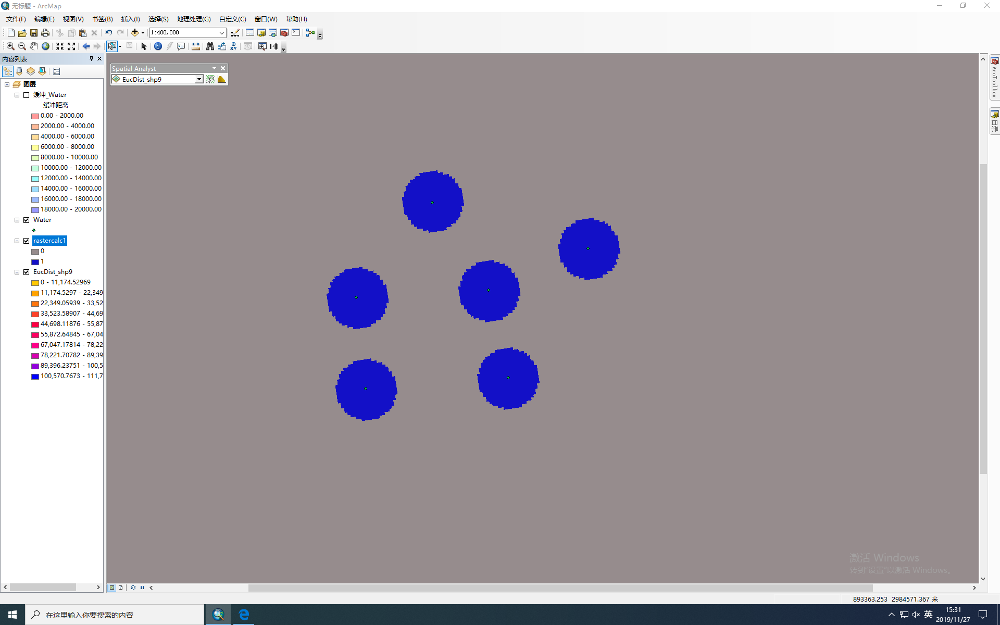 无标题 - ArcMap
文件(F) 编辑(E) 视图(V) 书签(B) 插入(I) 选择(S) 地理处理(G) 自定义(C) 窗口(W) 帮助(H)
1:400,000
内容列表
Spatial Analyst
EucDist_shp9
图层
缓冲_Water
缓冲距离
0.00 - 2000.00
2000.00 - 4000.00
4000.00 - 6000.00
6000.00 - 8000.00
8000.00 - 10000.00
10000.00 - 12000.00
12000.00 - 14000.00
14000.00 - 16000.00
16000.00 - 18000.00
18000.00 - 20000.00
Water
rastercalc1
0
1
EucDist_shp9
0 - 11,174.52969
11,174.5297 - 22,349
22,349.05939 - 33,52
33,523.58907 - 44,69
44,698.11876 - 55,87
55,872.64845 - 67,04
67,047.17814 - 78,22
78,221.70782 - 89,39
89,396.23751 - 100,5
100,570.7673 - 111,7
ArcToolbox
目录
激活 Windows
转到"设置"以激活 Windows。
893363.253 2984571.367 米
在这里输入你要搜索的内容
英
15:31
2019/11/27